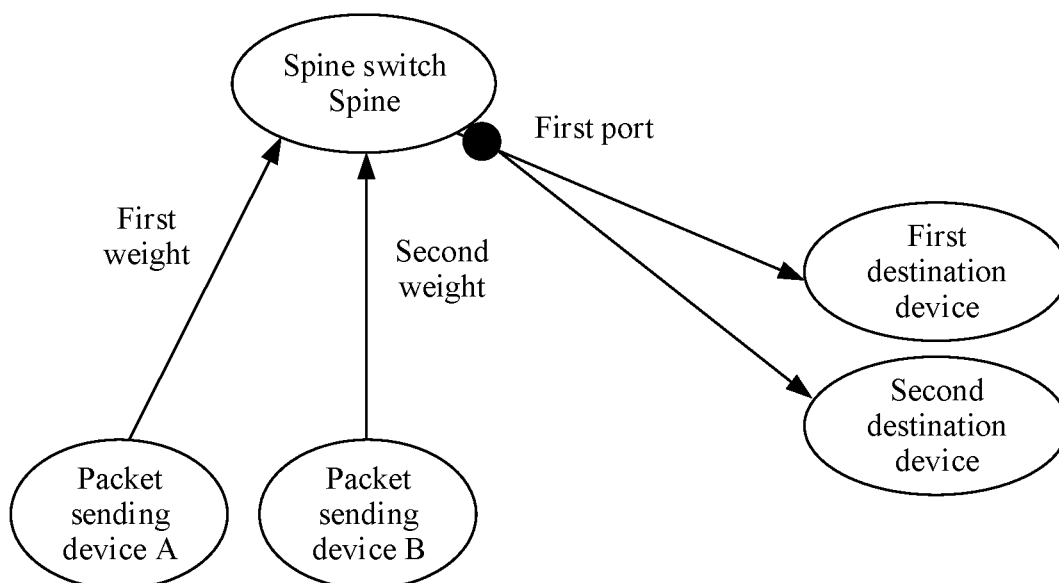 Spine switch
Spine
First port
First
weight
Second
weight
First
destination
device
Second
destination
device
Packet
sending
device A
Packet
sending
device B